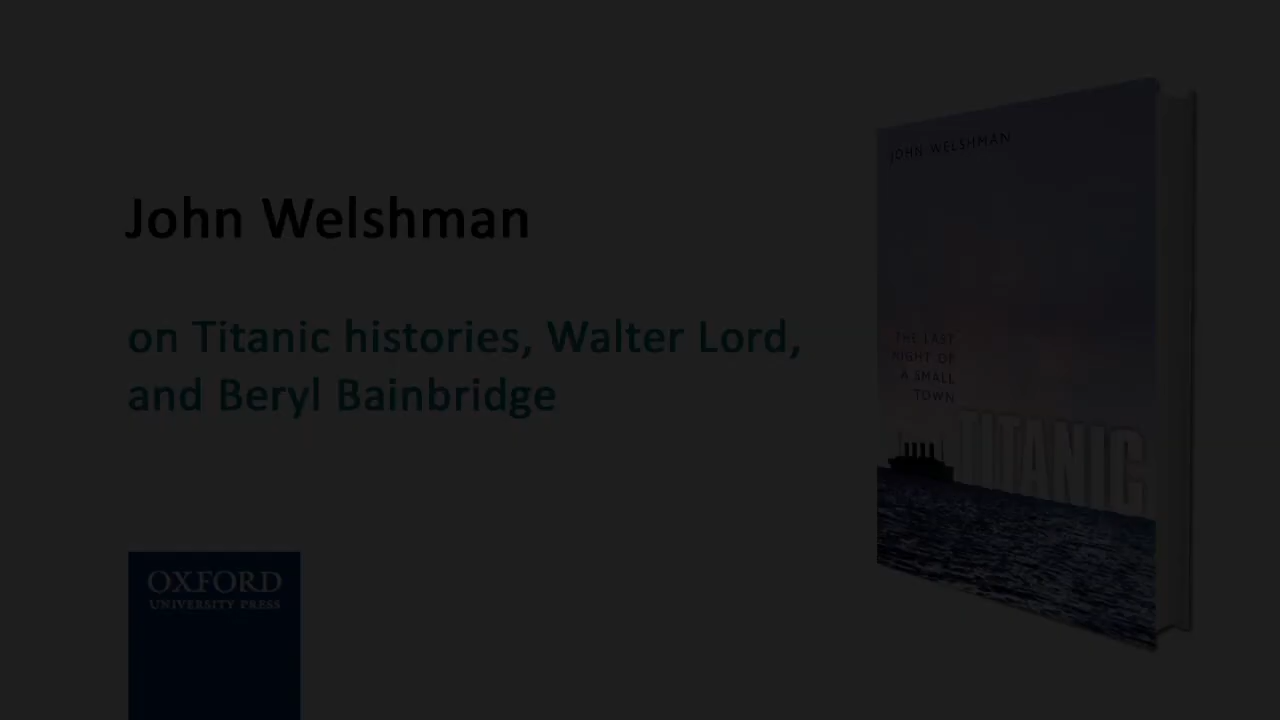 John Welshman
on Titanic histories, Walter Lord,
and Beryl Bainbridge
OXFORD
UNIVERSITY PRESS
JOHN WELSHMAN
THE LAST
NIGHT OF
A SMALL
TOWN
TITANIC